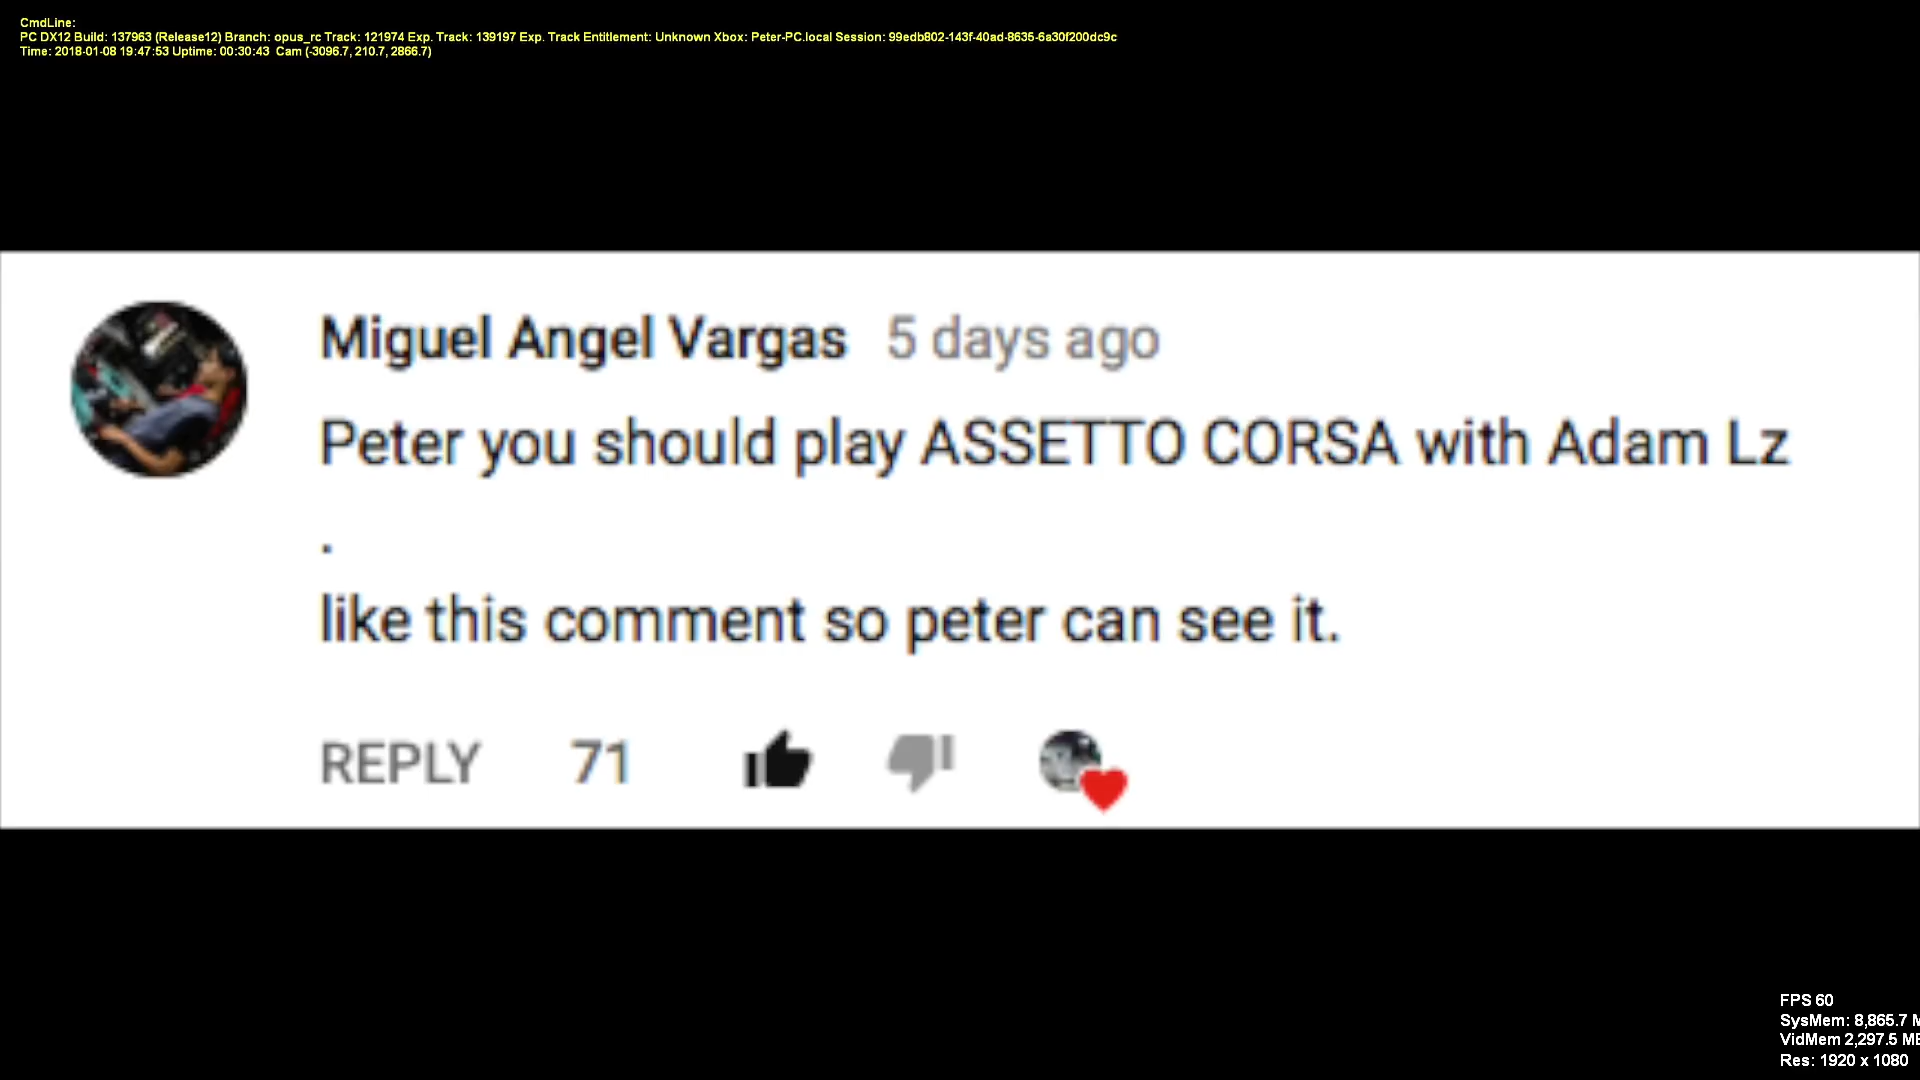 CmdLine:
PC DX12 Build: 137963 (Release12) Branch: opus_rc Track: 121974 Exp. Track: 139197 Exp. Track Entitlement: Unknown Xbox: Peter-PC.local Session: 99edb802-143f-40ad-8635-6a30f200dc9c
Time: 2018-01-08 19:47:53 Uptime: 00:30:43 Cam (-3096.7, 210.7, 2866.7)
Miguel Angel Vargas 5 days ago
Peter you should play ASSETTO CORSA with Adam Lz
.
like this comment so peter can see it.
REPLY 71
FPS 60
SysMem: 8,865.7 M
VidMem 2,297.5 MB
Res: 1920 x 1080